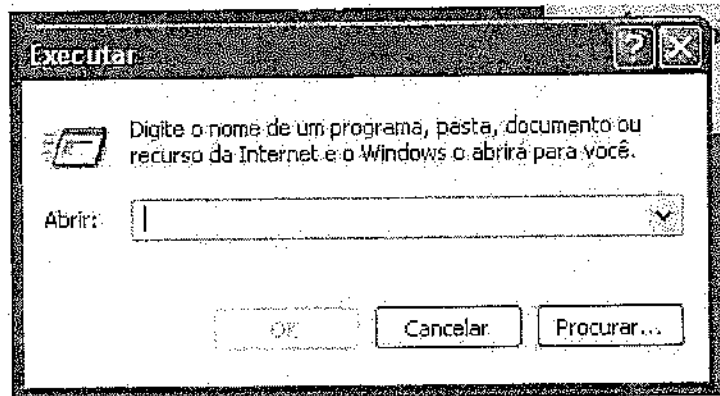 Executar
Digite o nome de um programa, pasta, documento ou
recurso da Internet e o Windows o abrirá para você.
Abrir:
OK
Cancelar
Procurar...